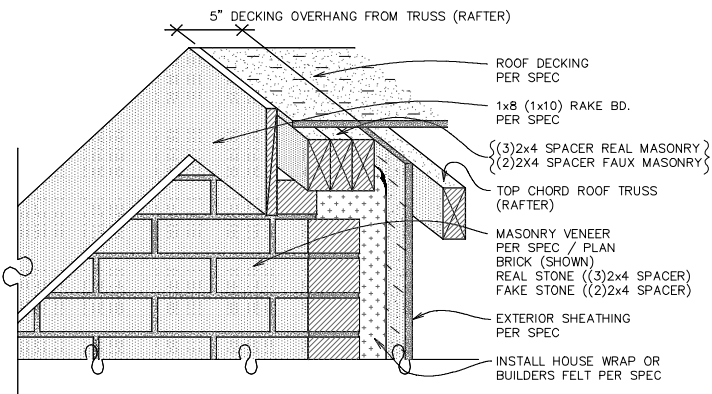 5” DECKING OVERHANG FROM TRUSS (RAFTER)
ROOF DECKING
PER SPEC
1x8 (1x10) RAKE BD.
PER SPEC
{(3)2x4 SPACER REAL MASONRY}
{(2)2X4 SPACER FAUX MASONRY}
TOP CHORD ROOF TRUSS
(RAFTER)
MASONRY VENEER
PER SPEC / PLAN
BRICK (SHOWN)
REAL STONE ((3)2x4 SPACER)
FAKE STONE ((2)2x4 SPACER)
EXTERIOR SHEATHING
PER SPEC
INSTALL HOUSE WRAP OR
BUILDERS FELT PER SPEC